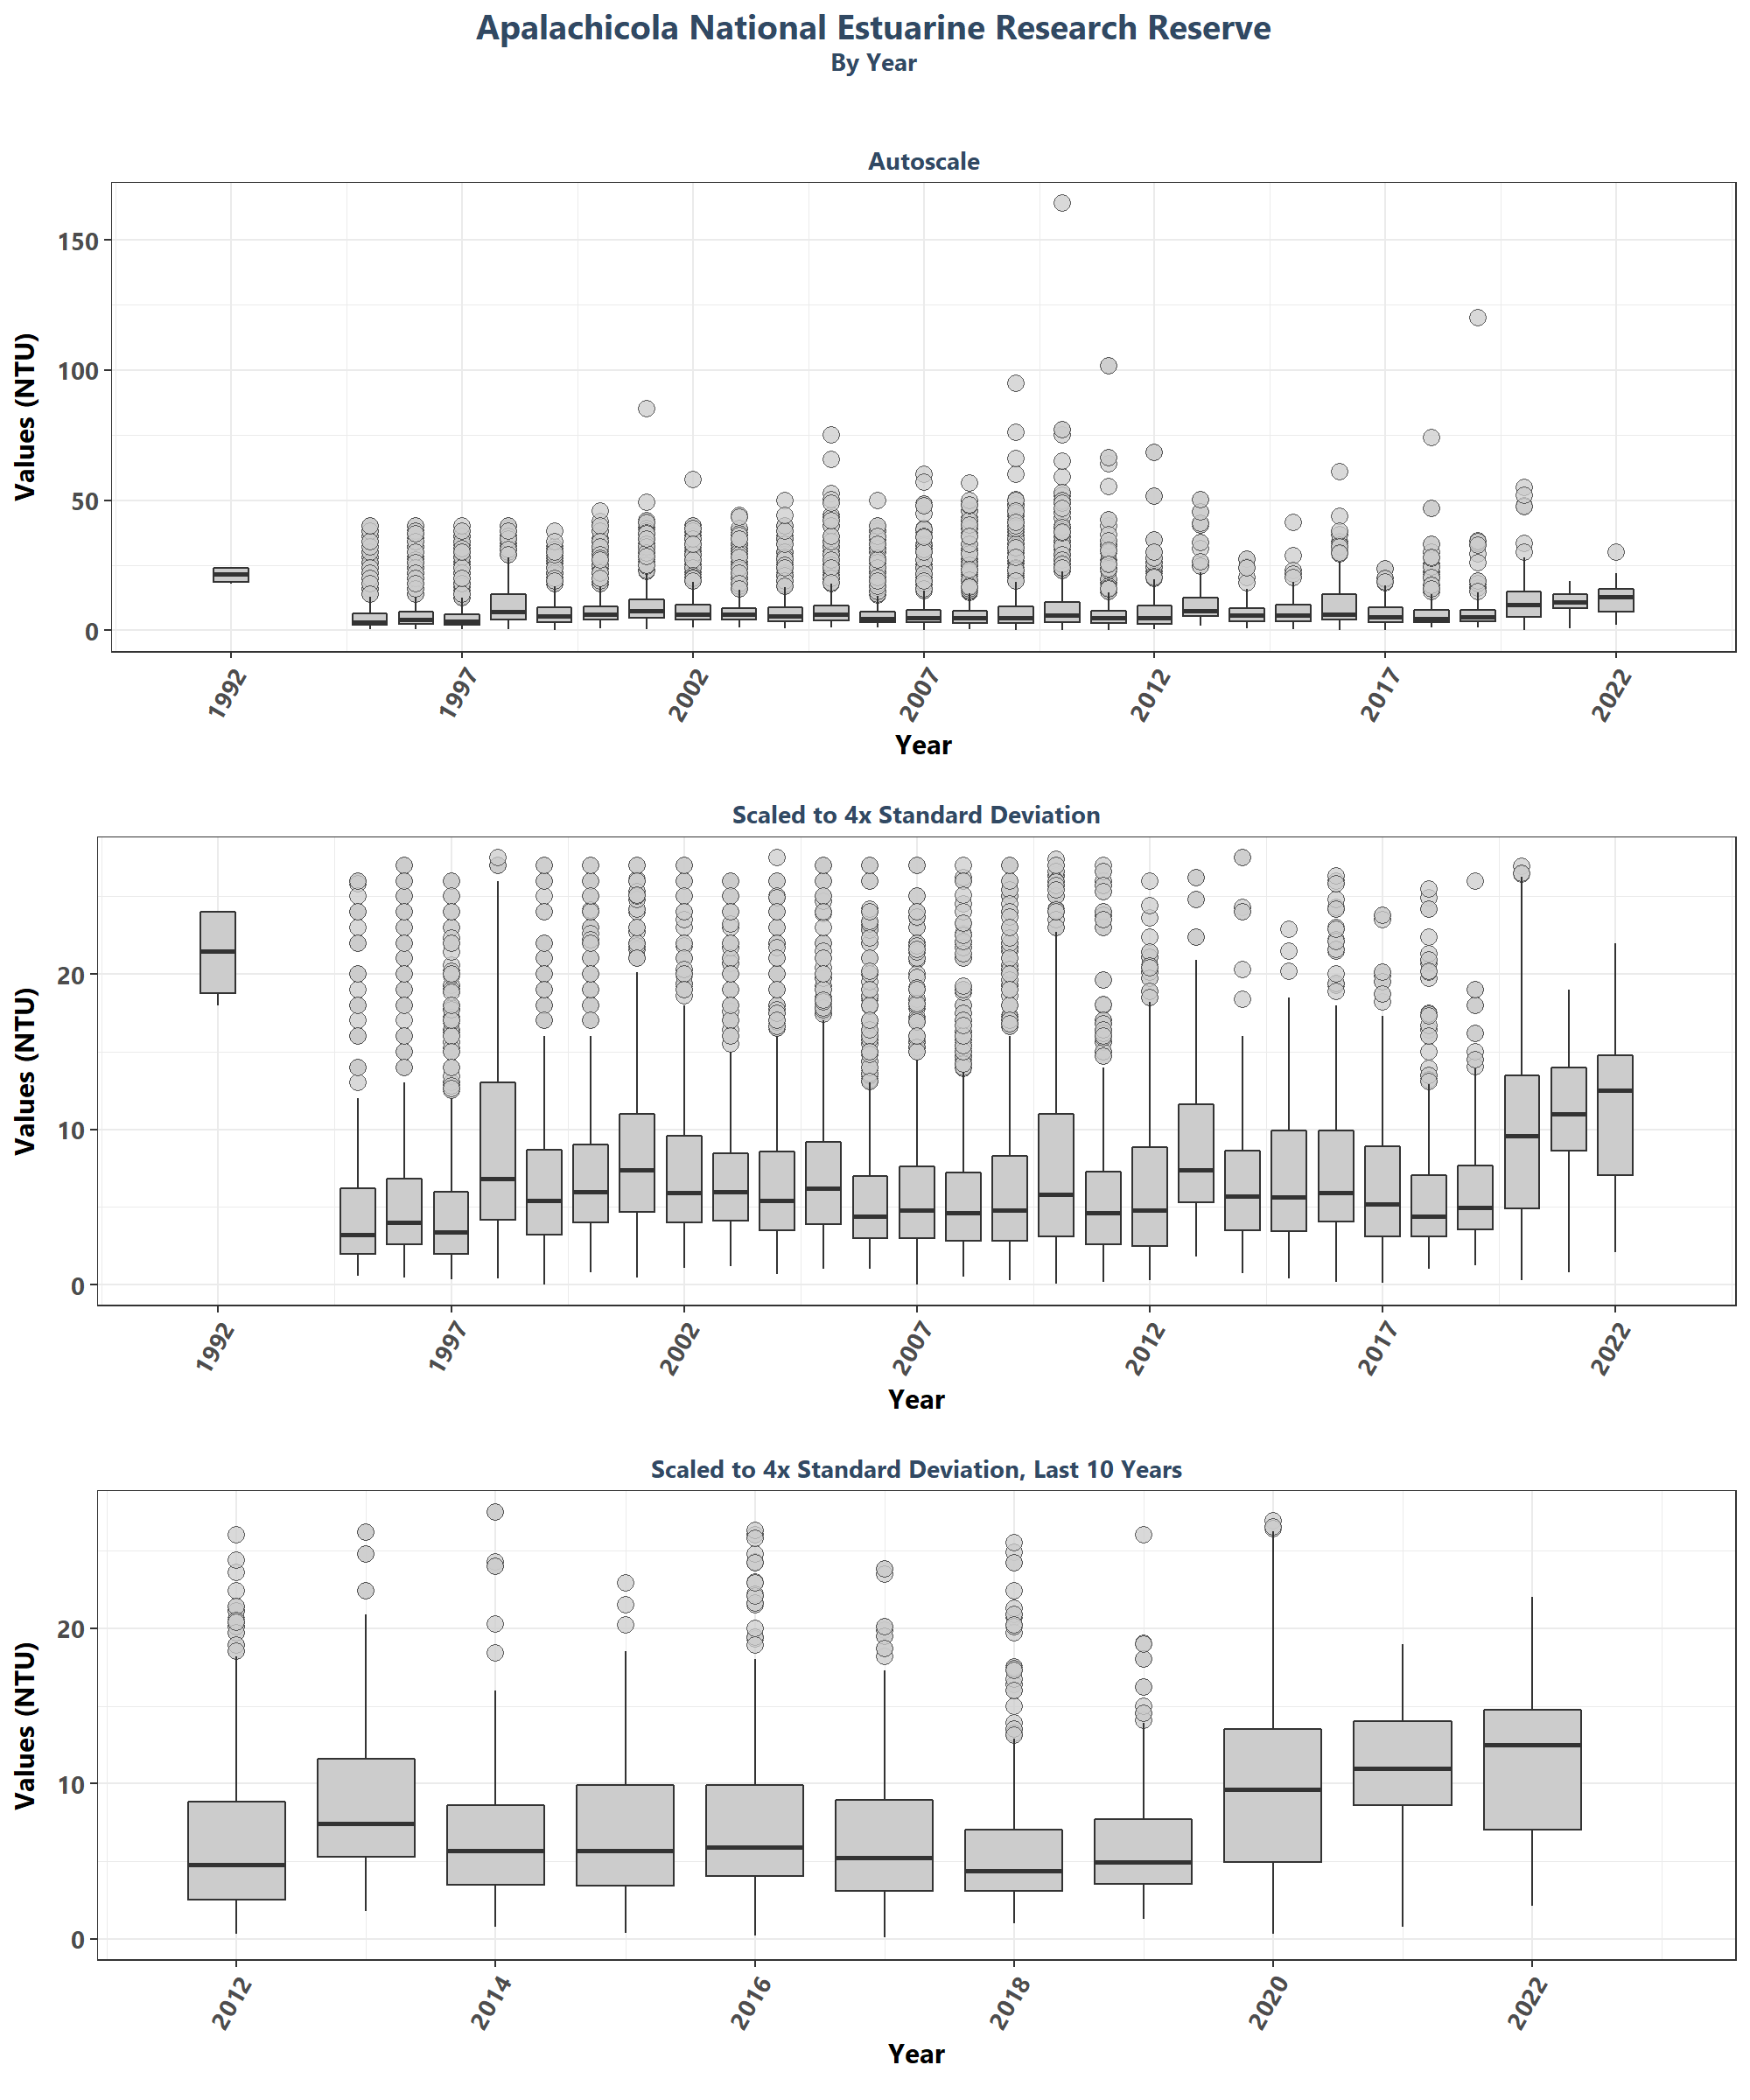 Apalachicola National Estuarine Research Reserve
By Year
Autoscale
Values (NTU)
150
100
50
0
1992 1997 2002 2007 2012 2017 2022
Year
Scaled to 4x Standard Deviation
Values (NTU)
20
10
0
1992 1997 2002 2007 2012 2017 2022
Year
Scaled to 4x Standard Deviation, Last 10 Years
Values (NTU)
20
10
0
2012 2014 2016 2018 2020 2022
Year